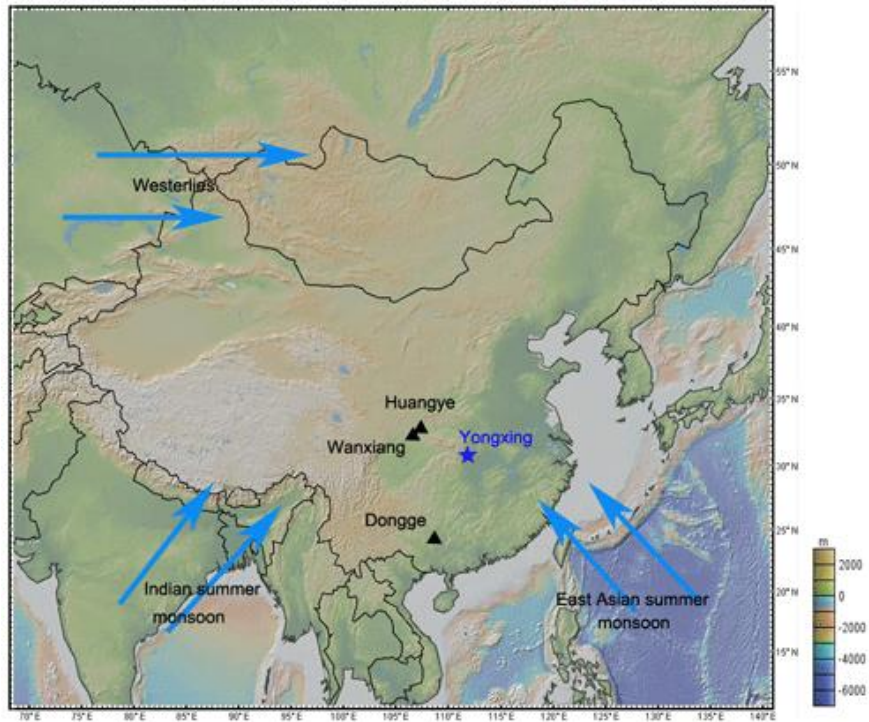 55° N
50° N
45° N
40° N
35° N
30° N
25° N
20° N
15° N
Westerlies
Huangye
Wanxiang
Yongxing
Dongge
Indian summer
monsoon
East Asian summer
monsoon
m
2000
0
-2000
-4000
-6000
70° E
80° E
85° E
90° E
95° E
100° E
105° E
110° E
115° E
120° E
125° E
130° E
135° E
140° E